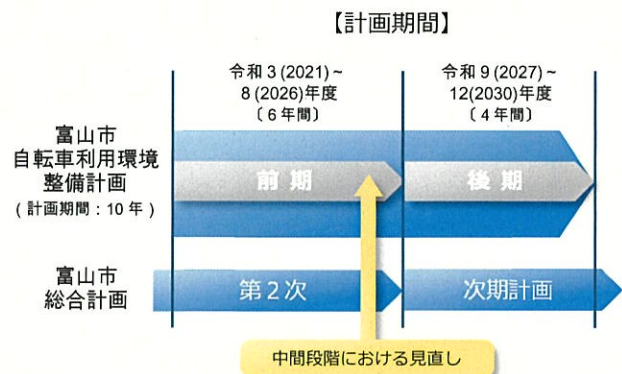 【計画期間】
令和3(2021)~
8(2026)年度
〔6年間〕
令和9(2027)~
12(2030)年度
〔4年間〕
富山市
自転車利用環境
整備計画
(計画期間:10年)
前期
後期
富山市
総合計画
第2次
次期計画
中間段階における見直し